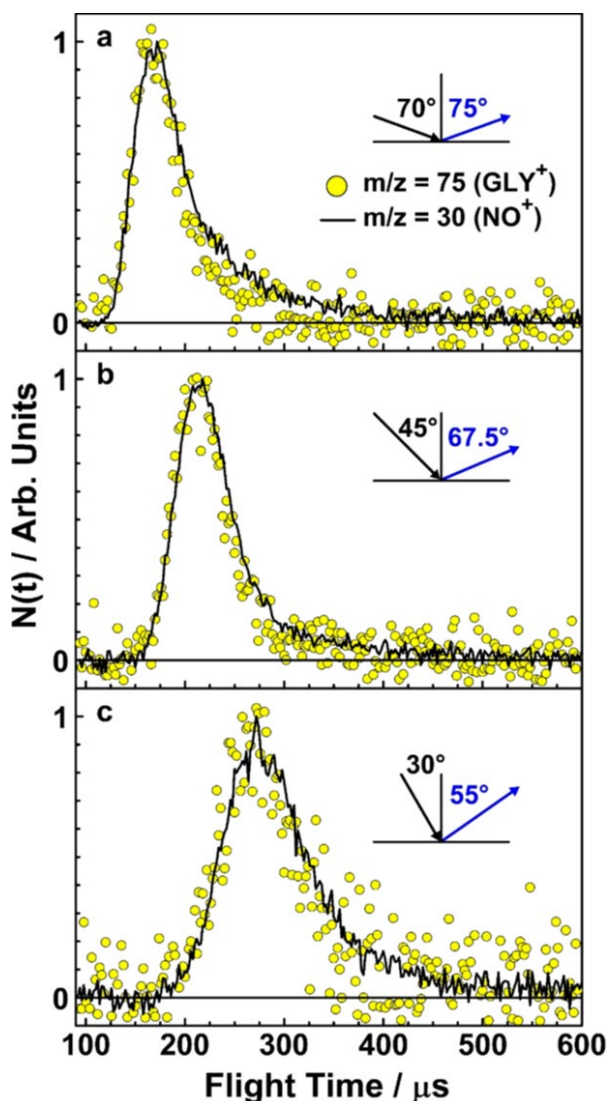 a
1
70° 75°
m/z = 75 (GLY⁺)
m/z = 30 (NO⁺)
0
b
1
45° 67.5°
0
c
1
30°
55°
0
N(t) / Arb. Units
100 200 300 400 500 600
Flight Time / μs